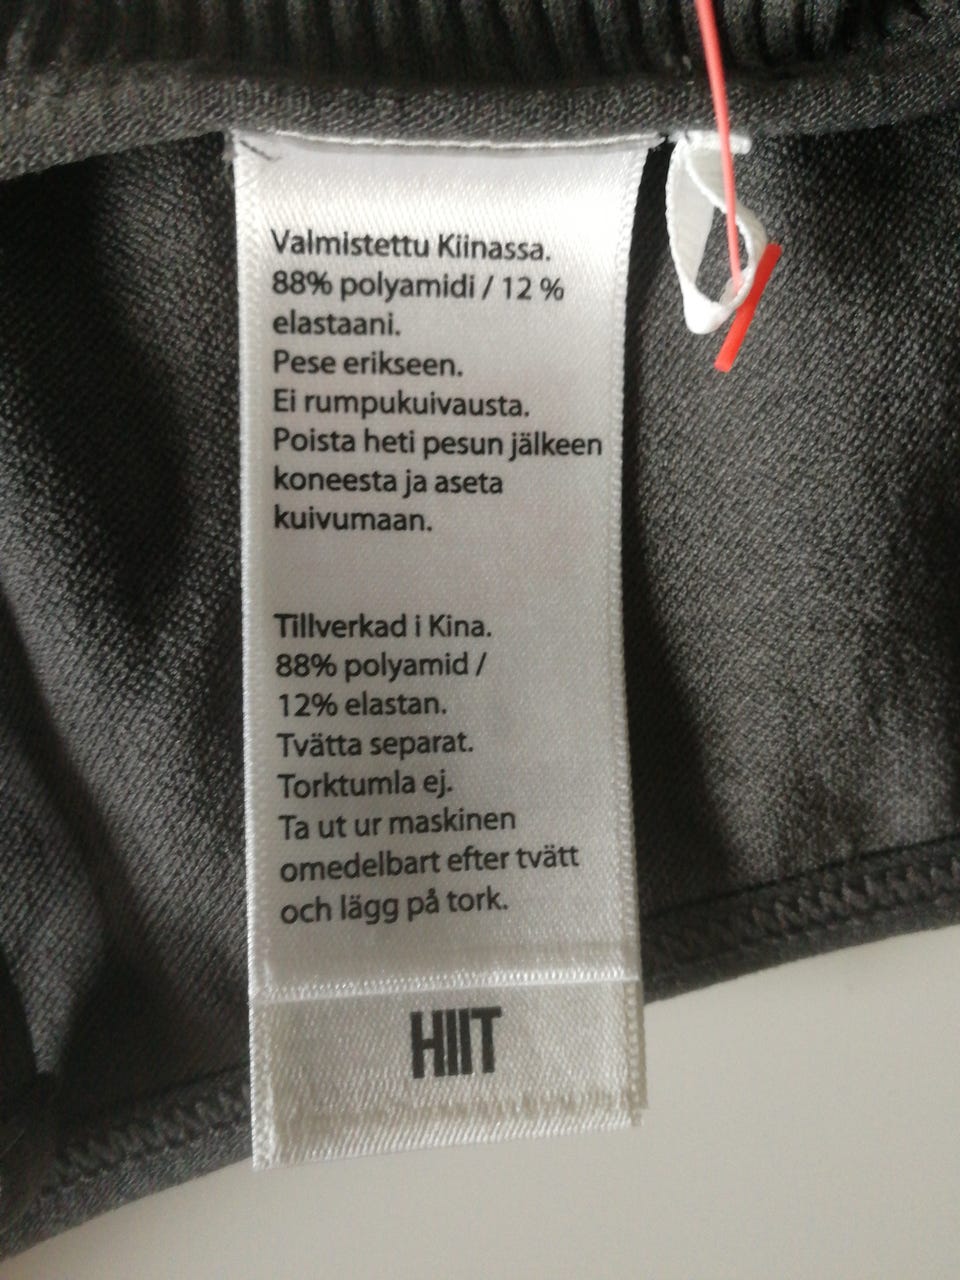 Valmistettu Kiinassa.
88% polyamidi / 12 %
elastaani.
Pese erikseen.
Ei rumpukuivausta.
Poista heti pesun jälkeen
koneesta ja aseta
kuivumaan.
Tillverkad i Kina.
88% polyamid /
12% elastan.
Tvätta separat.
Torktumla ej.
Ta ut ur maskinen
omedelbart efter tvätt
och lägg på tork.
HIIT